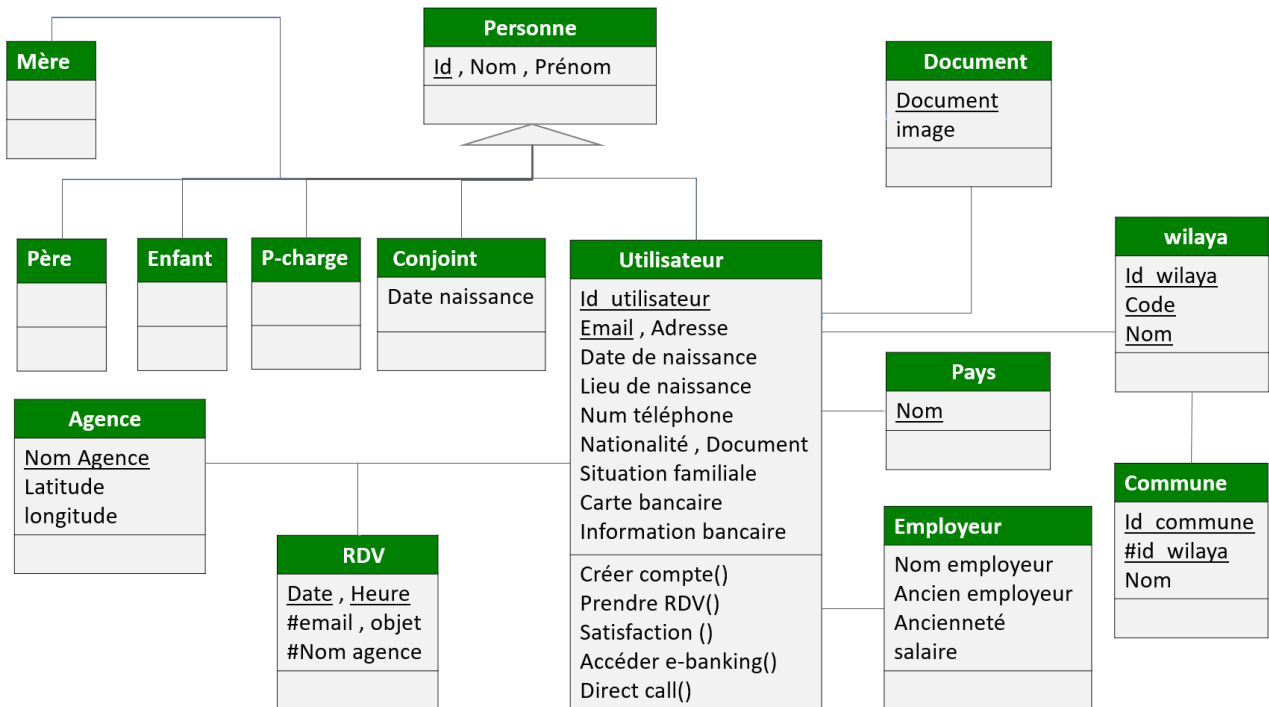 Personne
Id , Nom , Prénom
Mère
Document
Document
image
Père
Enfant
P-charge
Conjoint
Date naissance
Utilisateur
Id_utilisateur
Email , Adresse
Date de naissance
Lieu de naissance
Num téléphone
Nationalité , Document
Situation familiale
Carte bancaire
Information bancaire
Créer compte()
Prendre RDV()
Satisfaction ()
Accéder e-banking()
Direct call()
wilaya
Id_wilaya
Code
Nom
Pays
Nom
Agence
Nom Agence
Latitude
longitude
RDV
Date , Heure
#email , objet
#Nom agence
Employeur
Nom employeur
Ancien employeur
Ancienneté
salaire
Commune
Id_commune
#id_wilaya
Nom